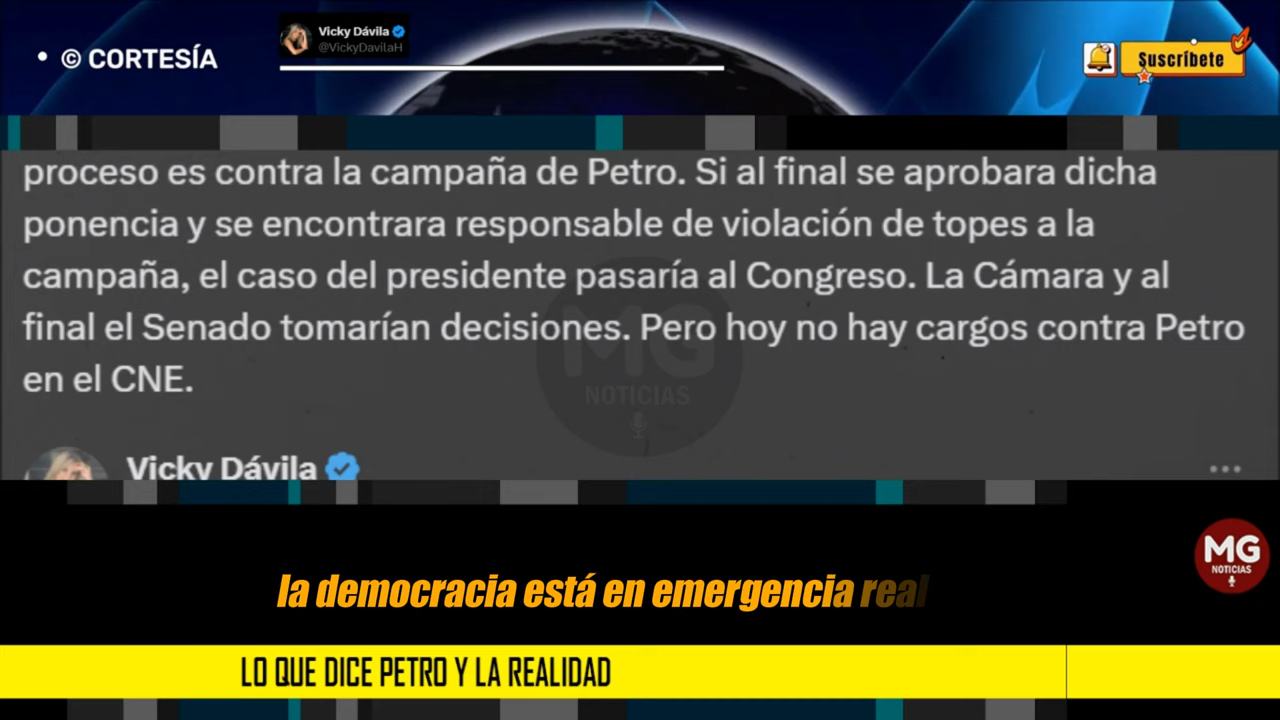 • © CORTESÍA
Vicky Dávila
@VickyDavilaH
Suscríbete
proceso es contra la campaña de Petro. Si al final se aprobara dicha
ponencia y se encontrara responsable de violación de topes a la
campaña, el caso del presidente pasaría al Congreso. La Cámara y al
final el Senado tomarían decisiones. Pero hoy no hay cargos contra Petro
en el CNE.
MG
NOTICIAS
Vicky Dávila
MG
NOTICIAS
la democracia está en emergencia real
LO QUE DICE PETRO Y LA REALIDAD